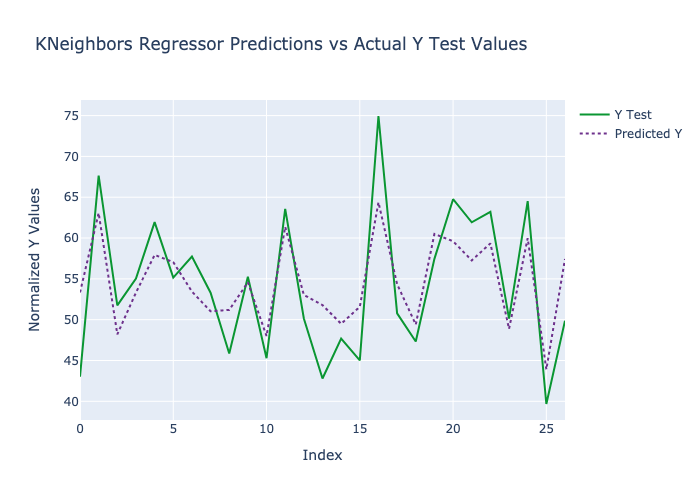 KNeighbors Regressor Predictions vs Actual Y Test Values
Y Test
Predicted Y
Normalized Y Values
75
70
65
60
55
50
45
40
0 5 10 15 20 25
Index